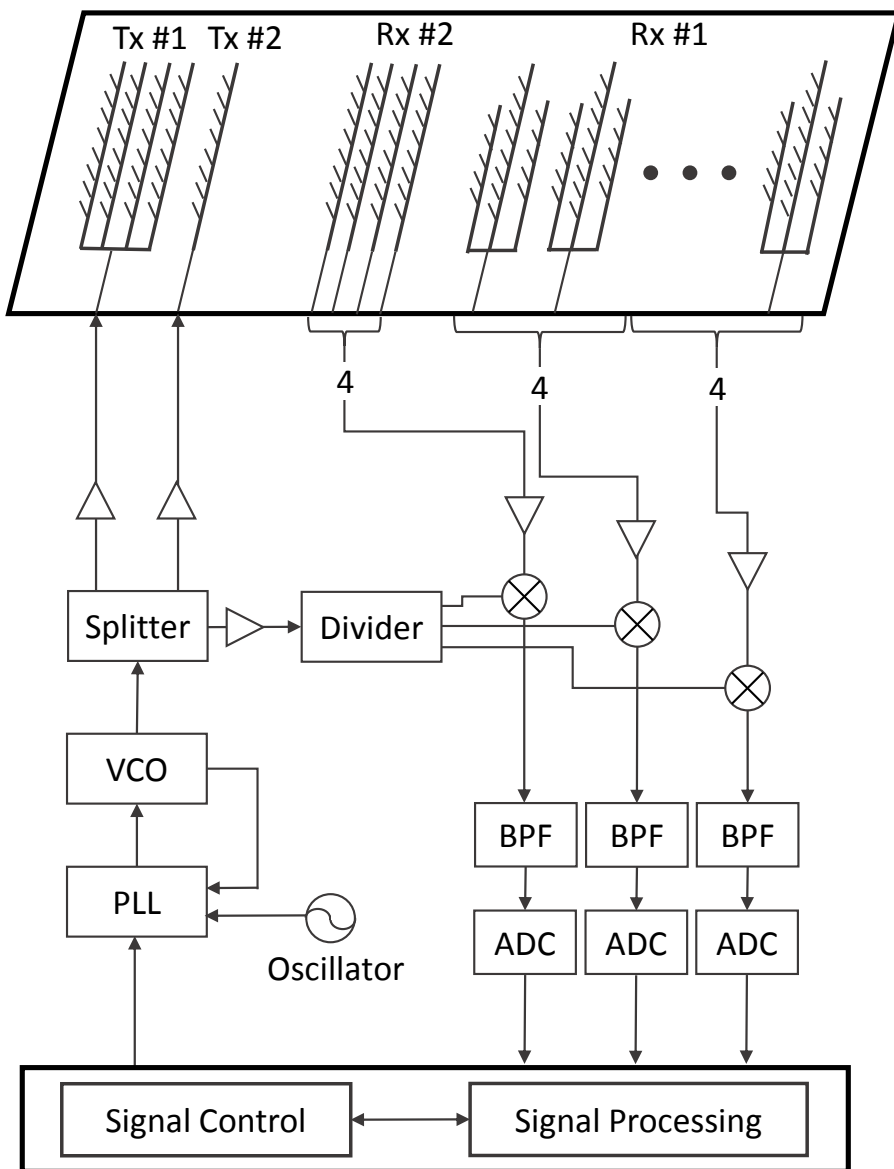 Tx #1 Tx #2 Rx #2 Rx #1
4 4 4
Splitter Divider
VCO
BPF BPF BPF
PLL
ADC ADC ADC
Oscillator
Signal Control Signal Processing